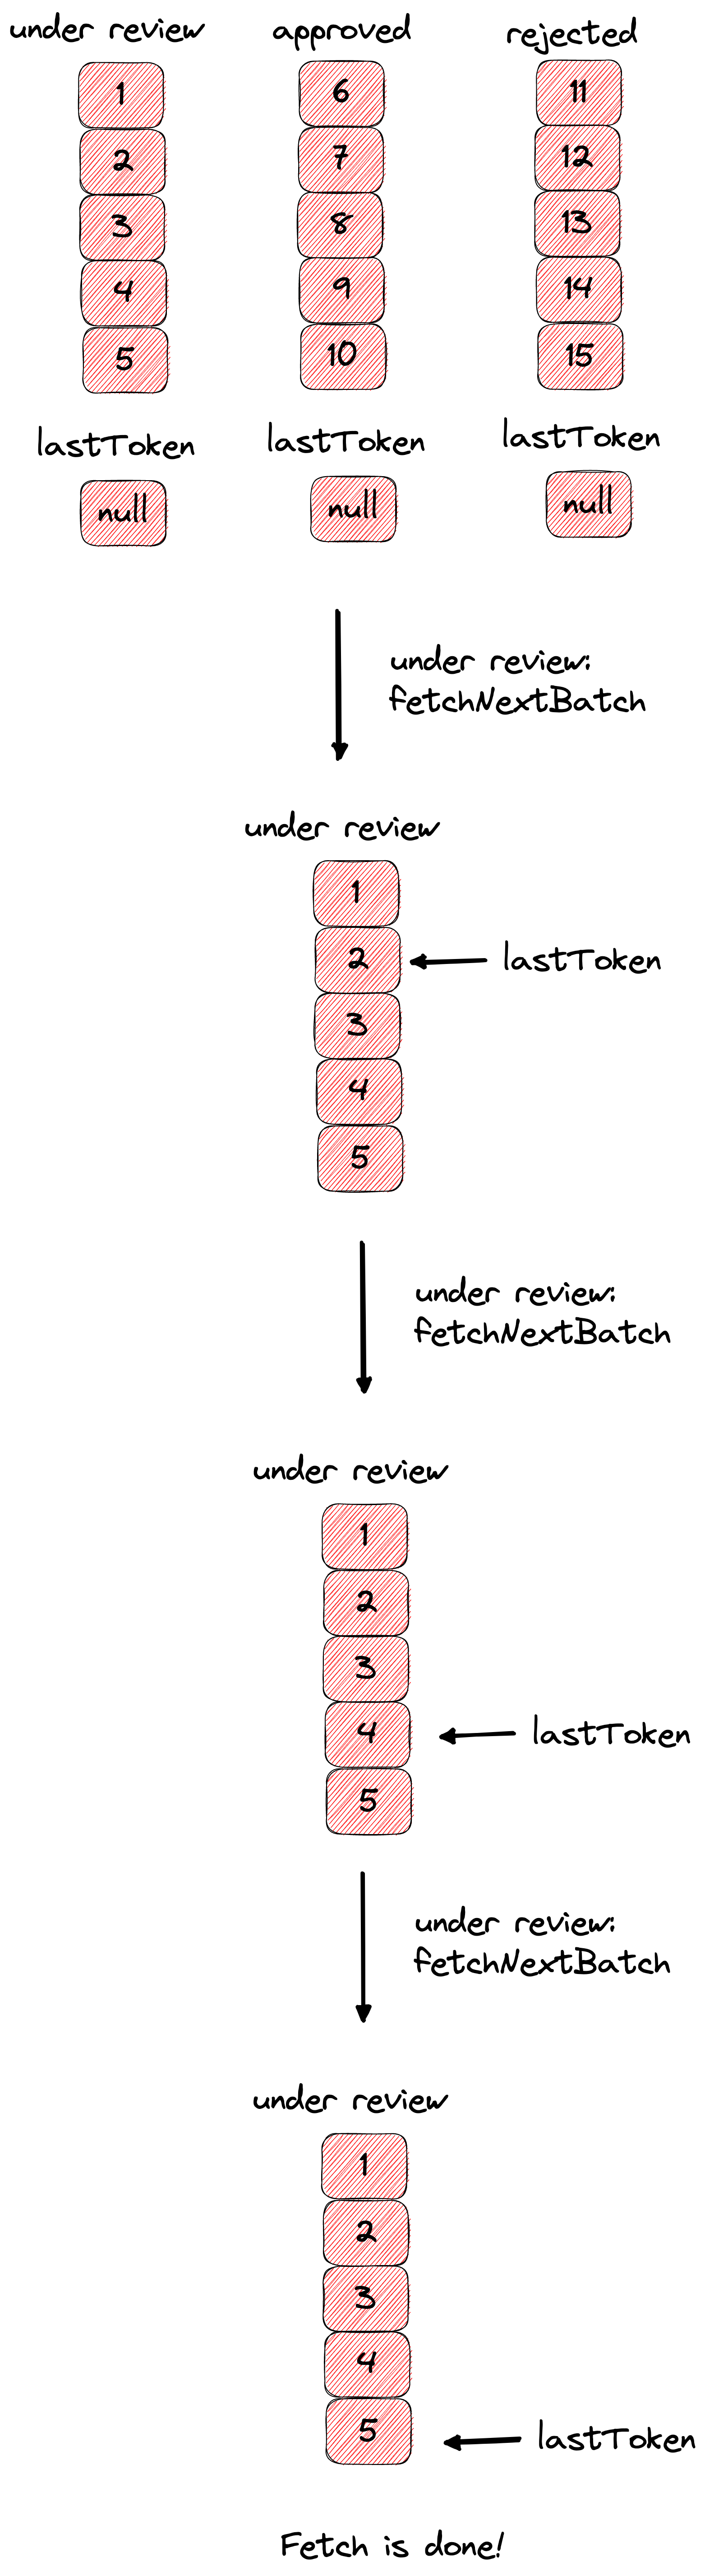 under review approved rejected
1 6 11
2 7 12
3 8 13
4 9 14
5 10 15
lastToken lastToken lastToken
null null null
under review:
fetchNextBatch
under review
1
2 lastToken
3
4
5
under review:
fetchNextBatch
under review
1
2
3
4 lastToken
5
under review:
fetchNextBatch
under review
1
2
3
4
5 lastToken
Fetch is done!